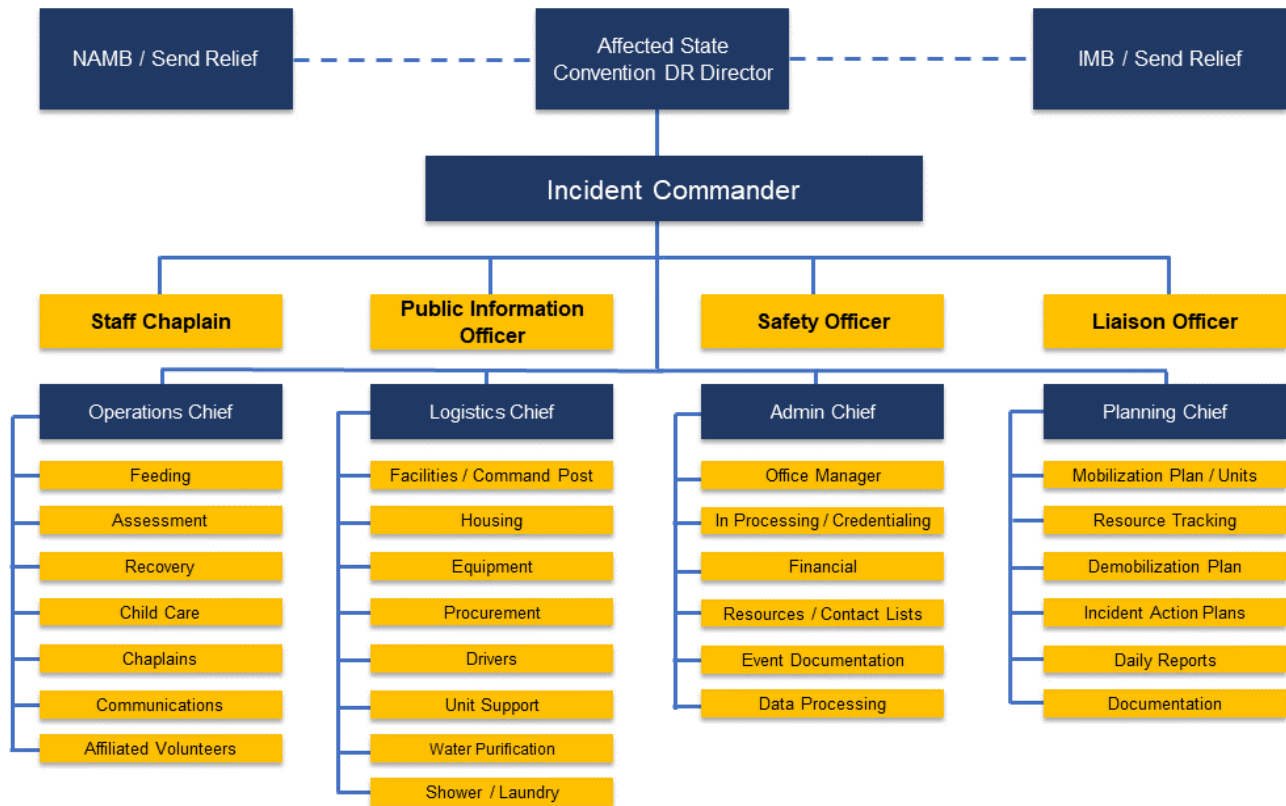 NAMB / Send Relief
Affected State
Convention DR Director
IMB / Send Relief
Incident Commander
Staff Chaplain
Public Information
Officer
Safety Officer
Liaison Officer
Operations Chief
Feeding
Assessment
Recovery
Child Care
Chaplains
Communications
Affiliated Volunteers
Logistics Chief
Facilities / Command Post
Housing
Equipment
Procurement
Drivers
Unit Support
Water Purification
Shower / Laundry
Admin Chief
Office Manager
In Processing / Credentialing
Financial
Resources / Contact Lists
Event Documentation
Data Processing
Planning Chief
Mobilization Plan / Units
Resource Tracking
Demobilization Plan
Incident Action Plans
Daily Reports
Documentation